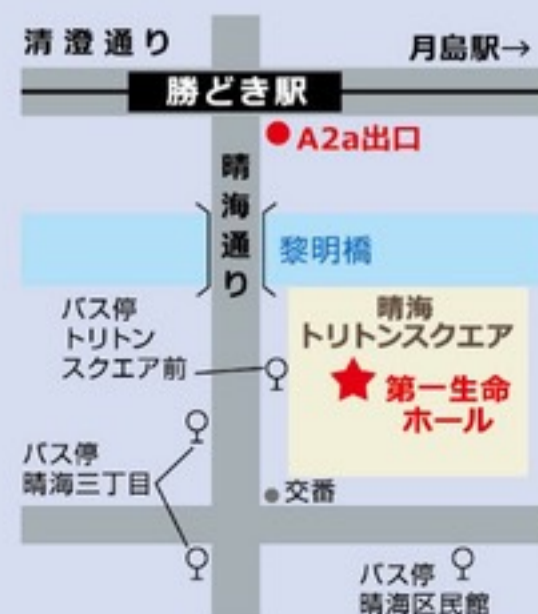 清澄通り
月島駅→
勝どき駅
A2a出口
晴海通り
黎明橋
バス停
トリトン
スクエア前
晴海
トリトンスクエア
第一生命
ホール
バス停
晴海三丁目
交番
バス停
晴海区民館